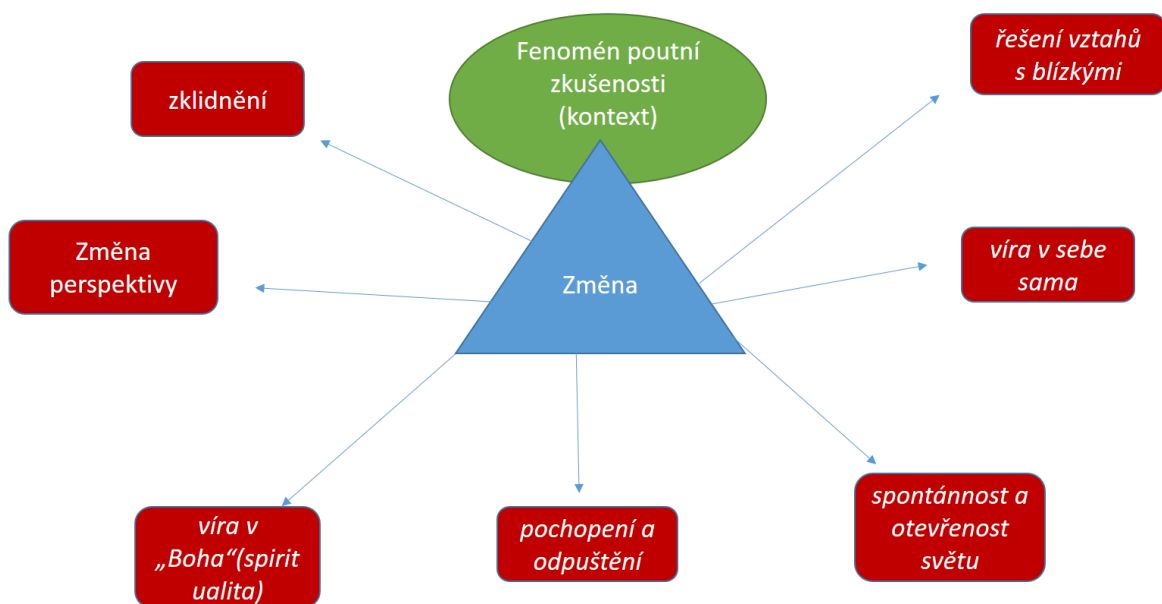 Fenomén poutní
zkušenosti
(kontext)
řešení vztahů
s blízkými
zklidnění
Změna
perspektivy
Změna
víra v sebe
sama
víra v
„Boha“(spirit
ualita)
pochopení a
odpuštění
spontánnost a
otevřenost
světu